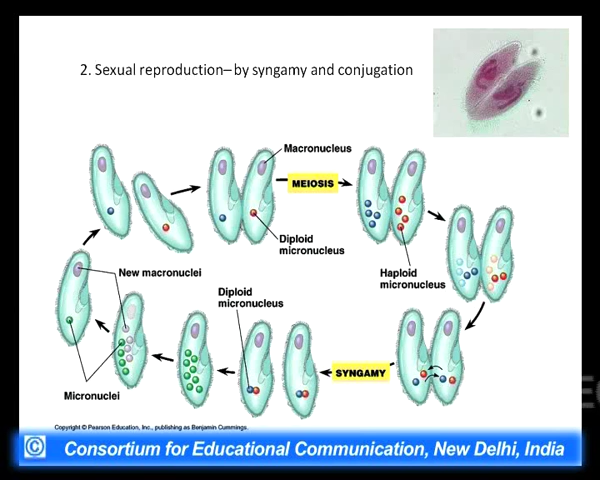 2. Sexual reproduction– by syngamy and conjugation
Macronucleus
MEIOSIS
Diploid
micronucleus
Haploid
micronucleus
New macronuclei
Diploid
micronucleus
SYNGAMY
Micronuclei
Copyright © Pearson Education, Inc., publishing as Benjamin Cummings.
© Consortium for Educational Communication, New Delhi, India